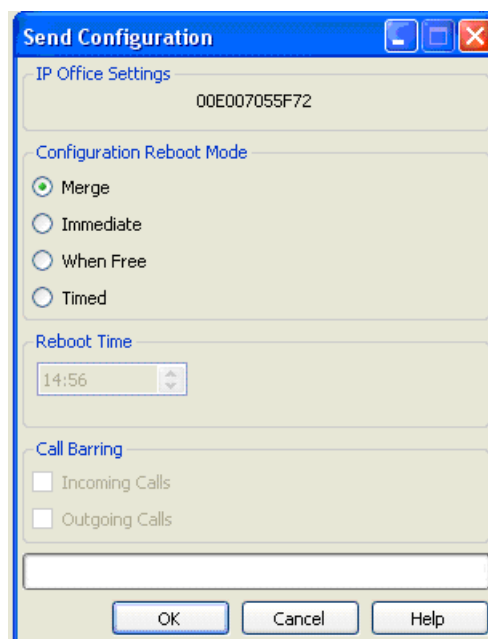 Send Configuration
IP Office Settings
00E007055F72
Configuration Reboot Mode
Merge
Immediate
When Free
Timed
Reboot Time
14:56
Call Barring
Incoming Calls
Outgoing Calls
OK Cancel Help